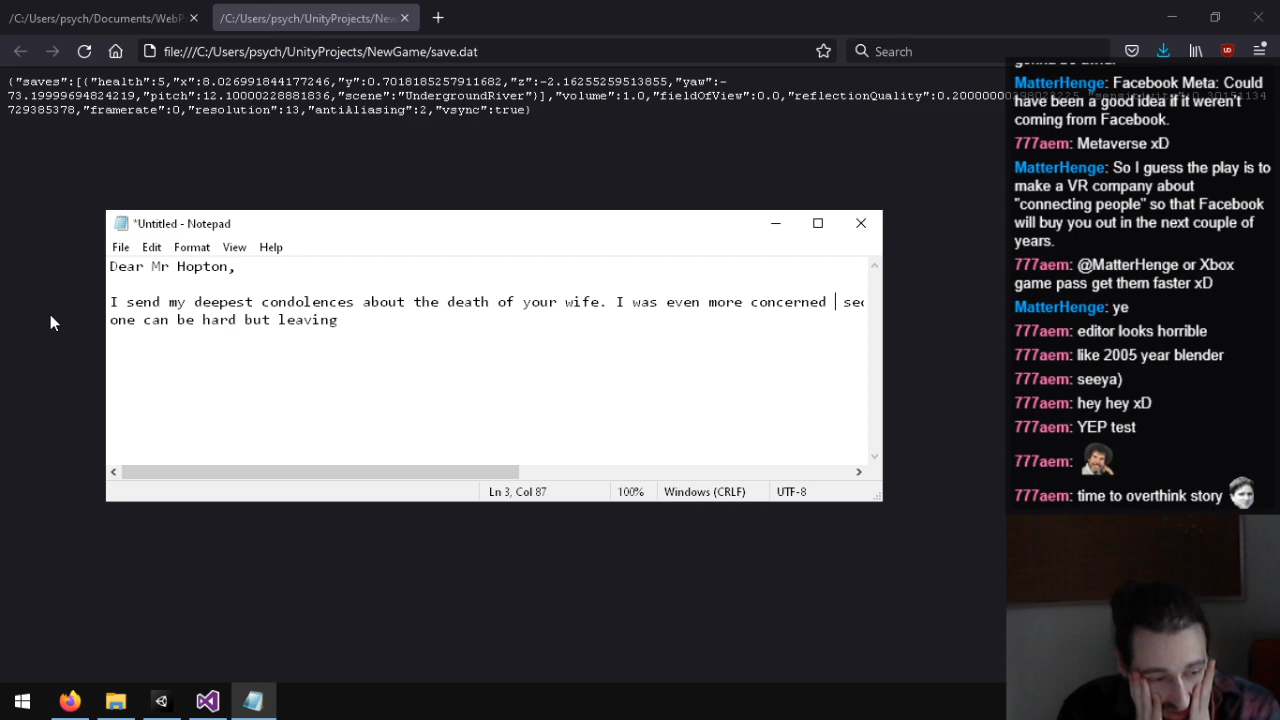 /C:/Users/psych/Documents/WebP
/C:/Users/psych/UnityProjects/New
file:///C:/Users/psych/UnityProjects/NewGame/save.dat
Search
{"saves":[{"health":5,"x":8.026991844177246,"y":0.7018185257911682,"z":-2.16255259513855,"yaw":-
73.19999694824219,"pitch":12.100002288818036,"scene":"UndergroundRiver"}],"volume":1.0,"fieldOfView":0.0,"reflectionQuality":0.2000000
729385378,"framerate":0,"resolution":13,"antiAliasing":2,"vsync":true}
*Untitled - Notepad
File Edit Format View Help
Dear Mr Hopton,
I send my deepest condolences about the death of your wife. I was even more concerned
one can be hard but leaving
Ln 3, Col 87
100%
Windows (CRLF)
UTF-8
MatterHenge: Facebook Meta: Could
have been a good idea if it weren't
coming from Facebook.
777aem: Metaverse xD
MatterHenge: So I guess the play is to
make a VR company about
"connecting people" so that Facebook
will buy you out in the next couple of
years.
777aem: @MatterHenge or Xbox
game pass get them faster xD
MatterHenge: ye
777aem: editor looks horrible
777aem: like 2005 year blender
777aem: seeya)
777aem: hey hey xD
777aem: YEP test
777aem:
777aem: time to overthink story